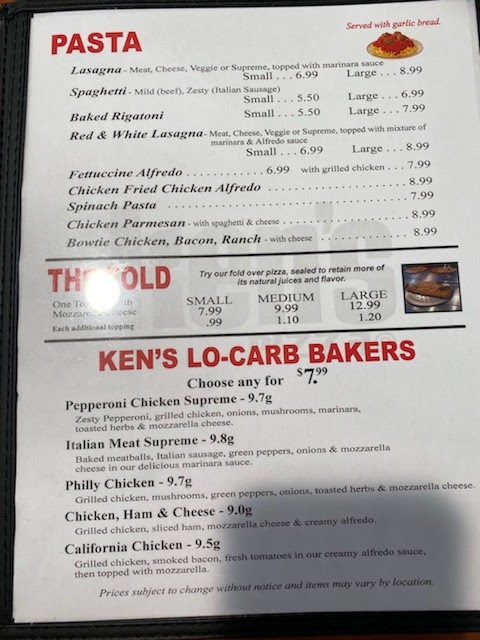 PASTA
Served with garlic bread.
Lasagna - Meat, Cheese, Veggie or Supreme, topped with marinara sauce
Small . . . 6.99 Large . . . 8.99
Spaghetti - Mild (beef), Zesty (Italian Sausage)
Small . . . 5.50 Large . . . 6.99
Baked Rigatoni Small . . . 5.50 Large . . . 7.99
Red & White Lasagna - Meat, Cheese, Veggie or Supreme, topped with mixture of
marinara & Alfredo sauce
Small . . . 6.99 Large . . . 8.99
Fettuccine Alfredo . . . . . . . . . . . . 6.99 with grilled chicken . . . 7.99
Chicken Fried Chicken Alfredo . . . . . . . . . . . . . . . . . . . . . 8.99
Spinach Pasta . . . . . . . . . . . . . . . . . . . . . . . . . . . . . . . . . . . 7.99
Chicken Parmesan - with spaghetti & cheese . . . . . . . . . . . . . . . . . . 8.99
Bowtie Chicken, Bacon, Ranch - with cheese . . . . . . . . . . . . . . 8.99
THE OLD
Try our fold over pizza, sealed to retain more of
its natural juices and flavor.
SMALL MEDIUM LARGE
One To h
Mozzarella Cheese 7.99 9.99 12.99
Each additional topping .99 1.10 1.20
KEN'S LO-CARB BAKERS
Choose any for $7.99
Pepperoni Chicken Supreme - 9.7g
Zesty Pepperoni, grilled chicken, onions, mushrooms, marinara,
toasted herbs & mozzarella cheese.
Italian Meat Supreme - 9.8g
Baked meatballs, Italian sausage, green peppers, onions & mozzarella
cheese in our delicious marinara sauce.
Philly Chicken - 9.7g
Grilled chicken, mushrooms, green peppers, onions, toasted herbs & mozzarella cheese.
Chicken, Ham & Cheese - 9.0g
Grilled chicken, sliced ham, mozzarella cheese & creamy alfredo.
California Chicken - 9.5g
Grilled chicken, smoked bacon, fresh tomatoes in our creamy alfredo sauce,
then topped with mozzarella.
Prices subject to change without notice and items may vary by location.